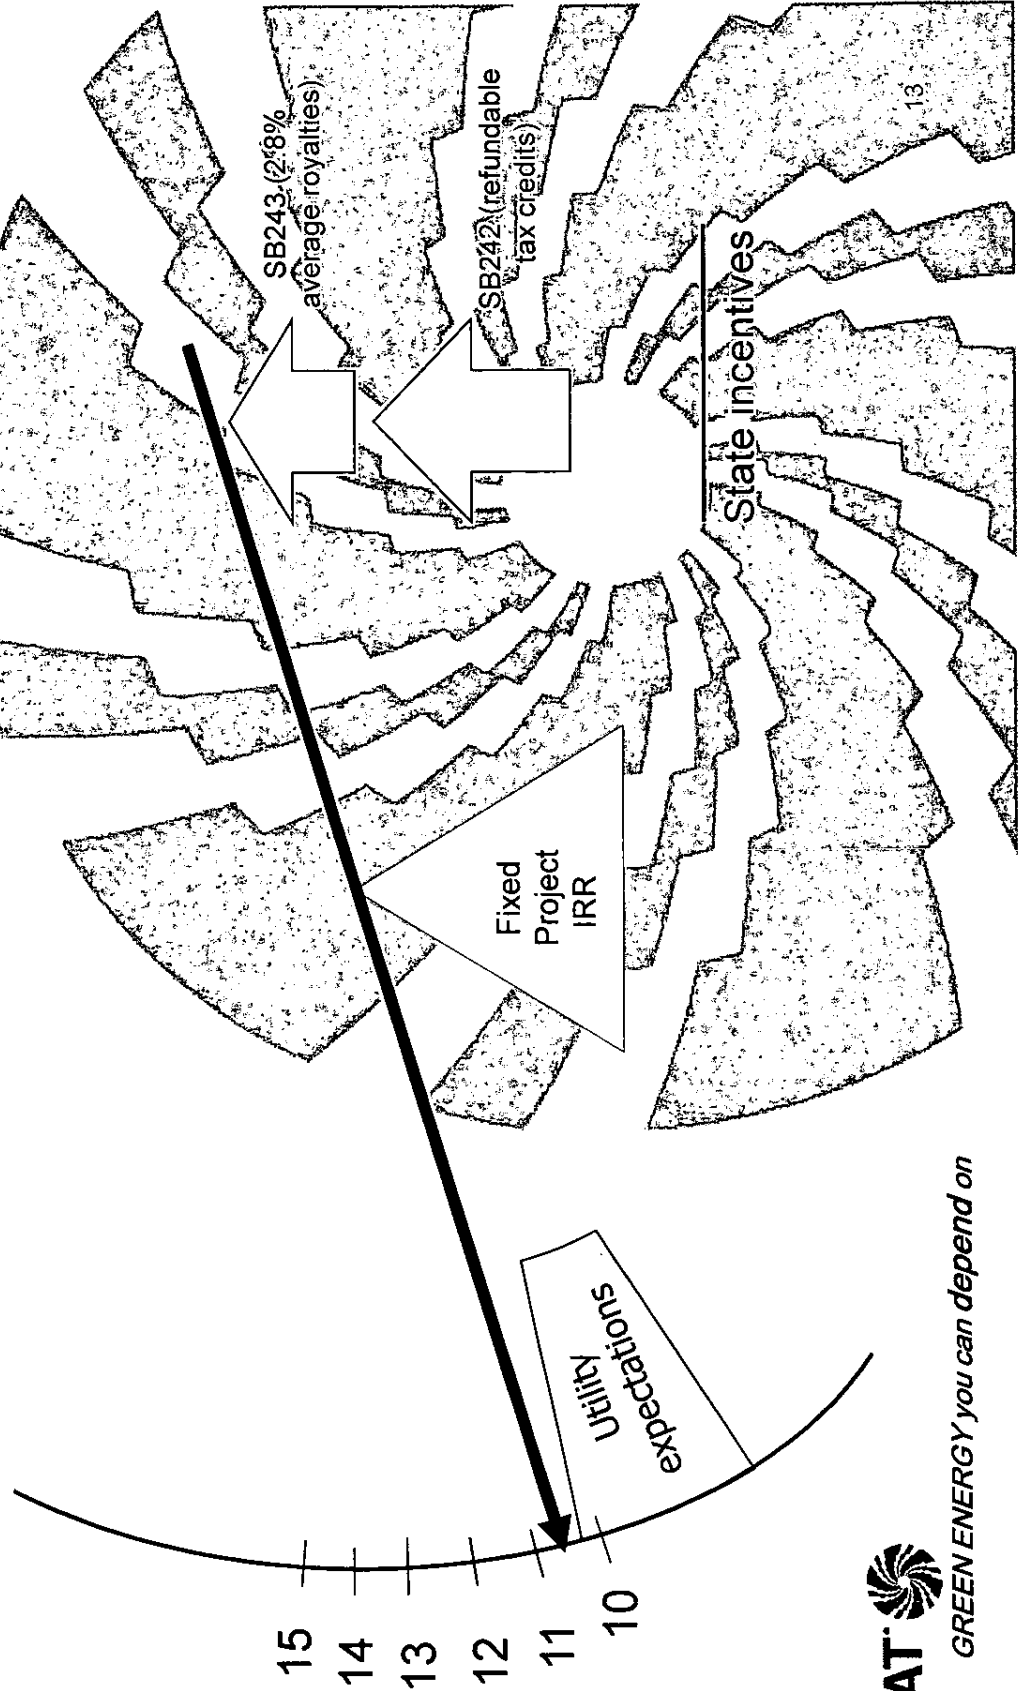 15
14
13
12
11
10
Utility
expectations
Fixed
Project
IRR
SB243 (2.8%
average royalties)
SB242 (refundable
tax credits)
State incentives
AT
GREEN ENERGY you can depend on
13